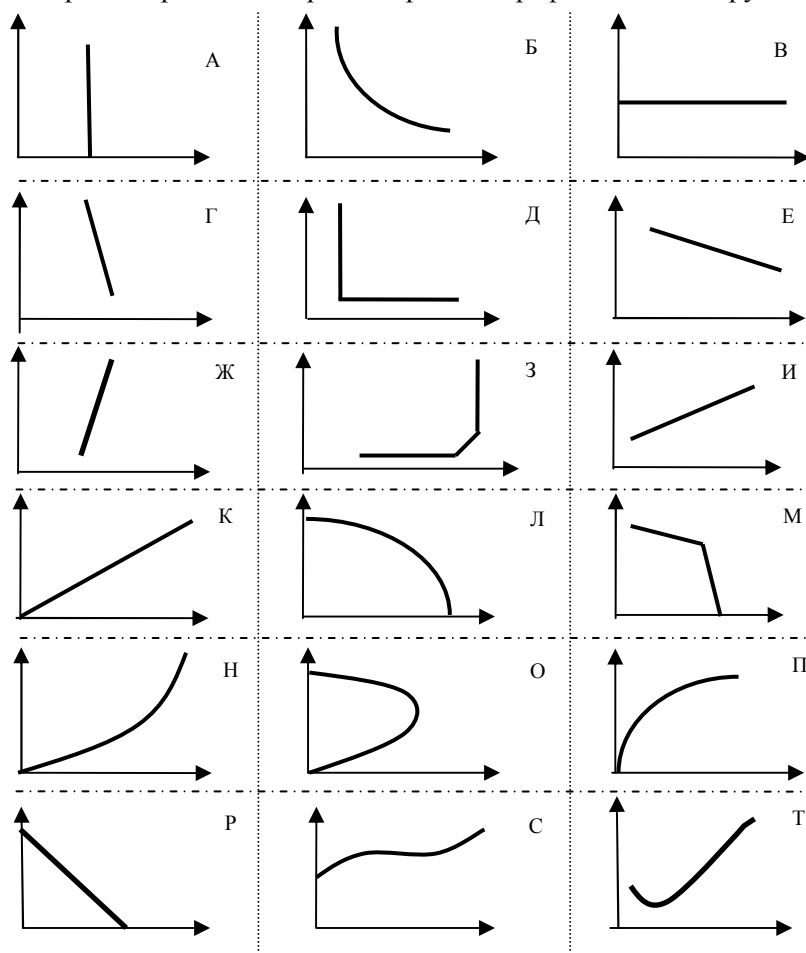 А Б В
Г Д Е
Ж З И
К Л М
Н О П
Р С Т